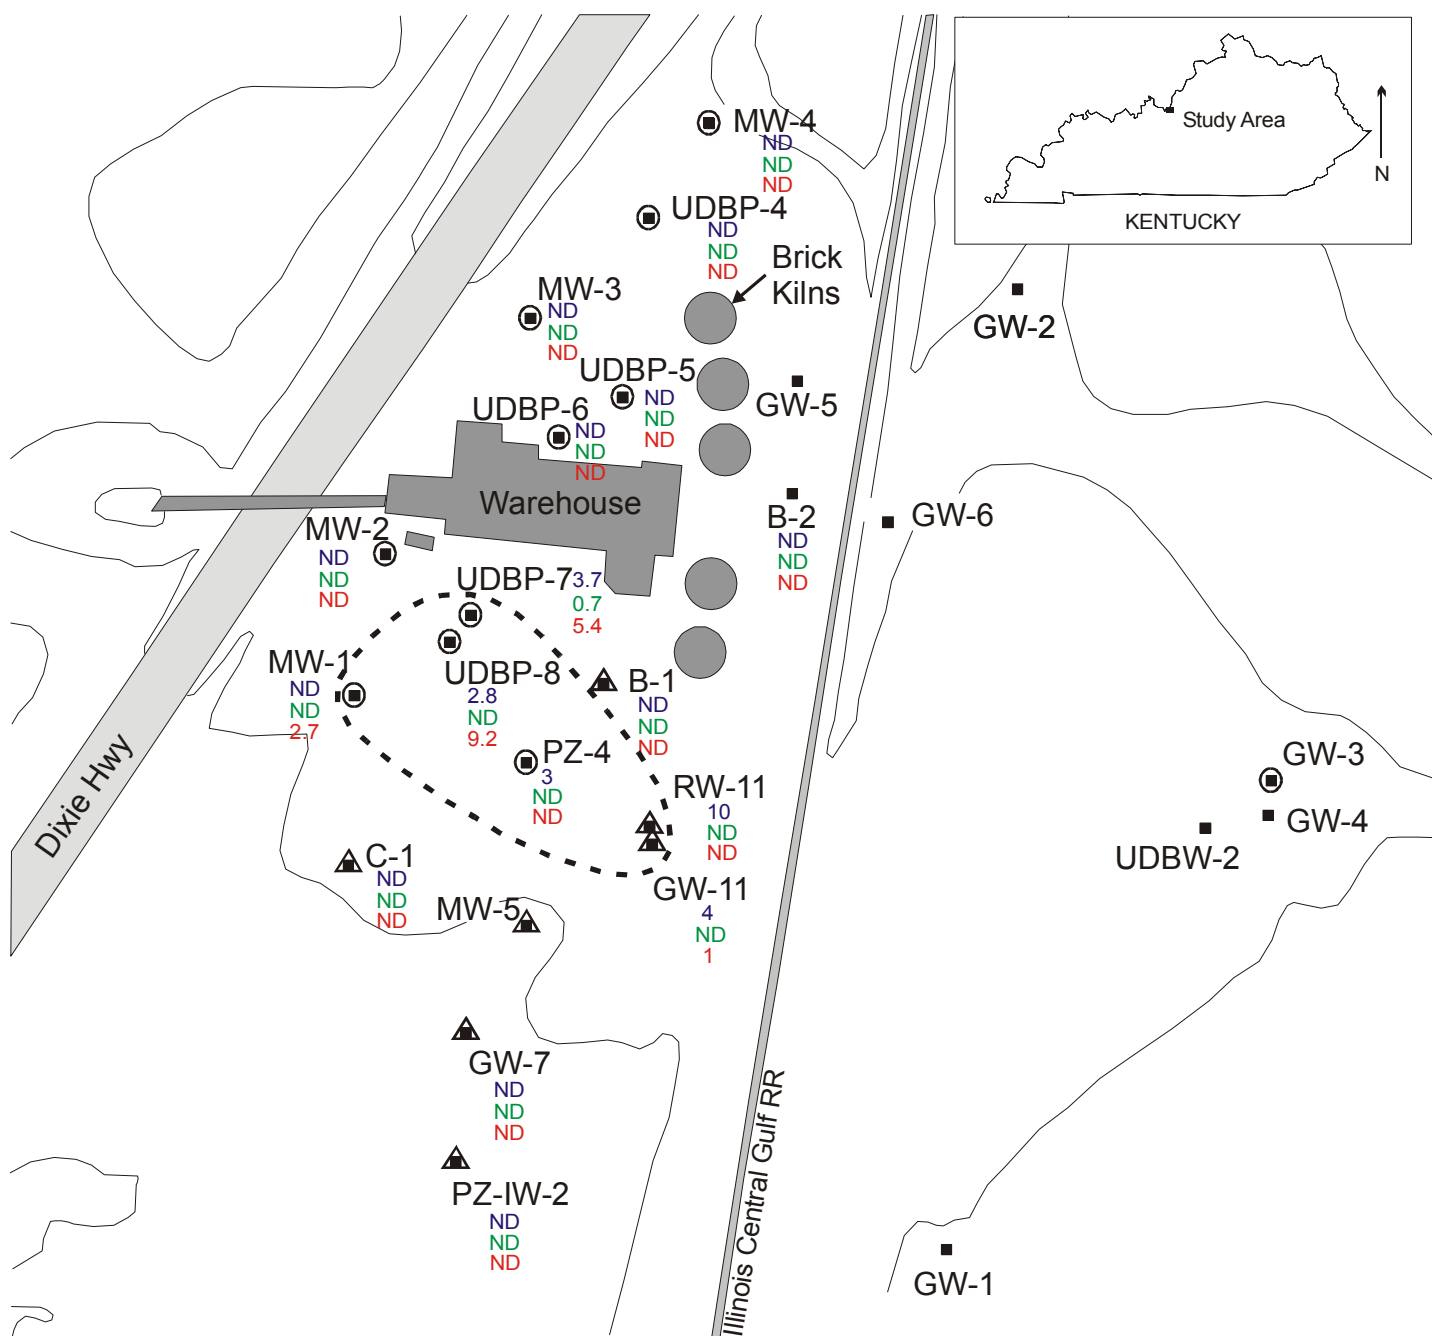 MW-4
ND
ND
ND
Study Area
N
KENTUCKY
UDBP-4
ND
ND
ND
Brick
Kilns
MW-3
ND
ND
ND
GW-2
UDBP-5
ND
ND
ND
GW-5
UDBP-6
ND
ND
ND
Warehouse
B-2
ND
ND
ND
GW-6
MW-2
ND
ND
ND
UDBP-7
3.7
0.7
5.4
MW-1
ND
ND
2.7
UDBP-8
2.8
ND
9.2
B-1
ND
ND
ND
PZ-4
3
ND
ND
RW-11
10
ND
ND
GW-3
GW-4
UDBW-2
Dixie Hwy
C-1
ND
ND
ND
MW-5
GW-11
4
ND
1
GW-7
ND
ND
ND
PZ-IW-2
ND
ND
ND
Illinois Central Gulf RR
GW-1